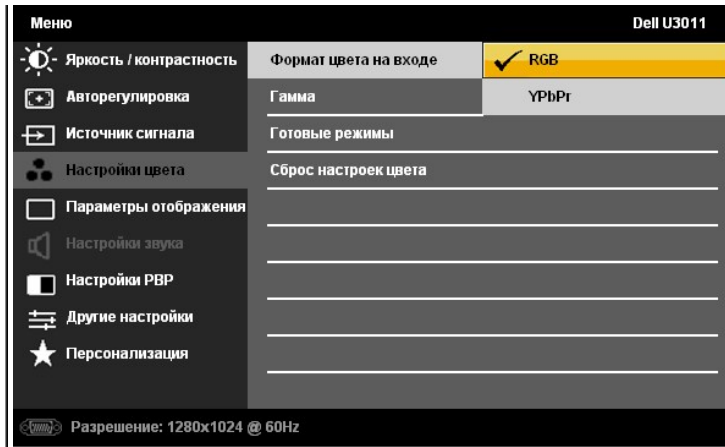 Меню
Dell U3011
Яркость / контрастность
Формат цвета на входе
RGB
Авторегулировка
Гамма
YPbPr
Источник сигнала
Готовые режимы
Настройки цвета
Сброс настроек цвета
Параметры отображения
Настройки звука
Настройки PBP
Другие настройки
Персонализация
Разрешение: 1280x1024 @ 60Hz